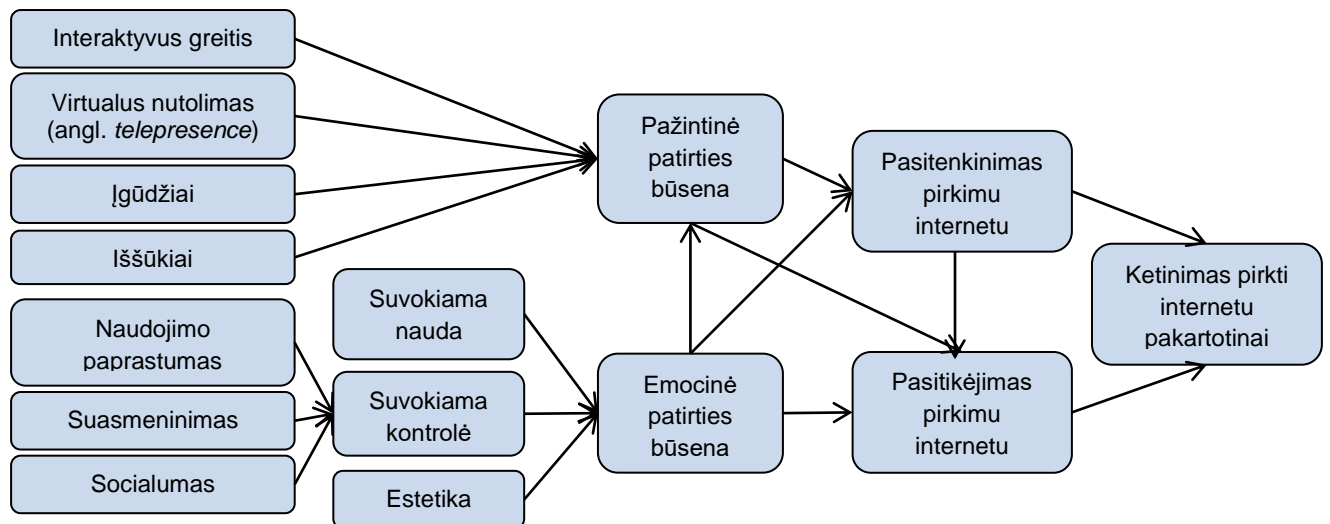 Interaktyvus greitis
Virtualus nutolimas
(angl. telepresence)
Įgūdžiai
Iššūkiai
Naudojimo
paprastumas
Suasmeninimas
Socialumas
Suvokiama
nauda
Suvokiama
kontrolė
Estetika
Pažintinė
patirties
būsena
Emocinė
patirties
būsena
Pasitenkinimas
pirkimu
internetu
Pasitikėjimas
pirkimu
internetu
Ketinimas pirkti
internetu
pakartotinai